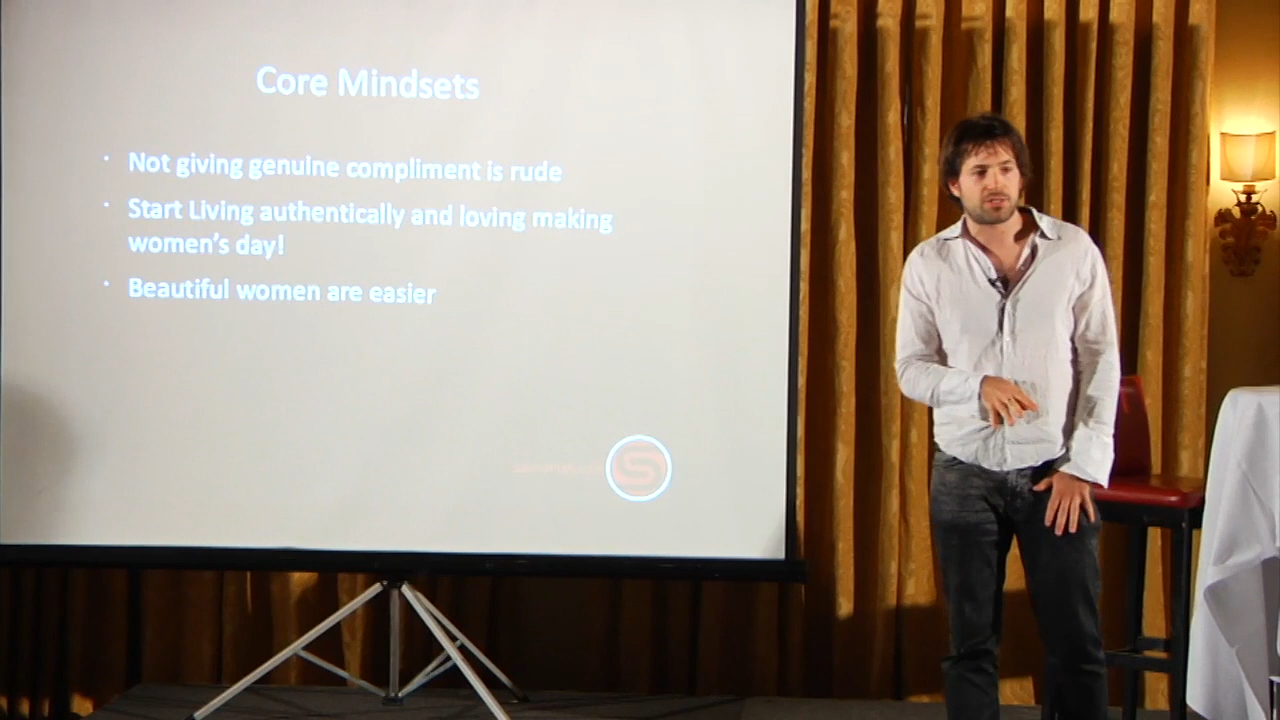 Core Mindsets
· Not giving genuine compliment is rude
· Start Living authentically and loving making
women's day!
· Beautiful women are easier
S